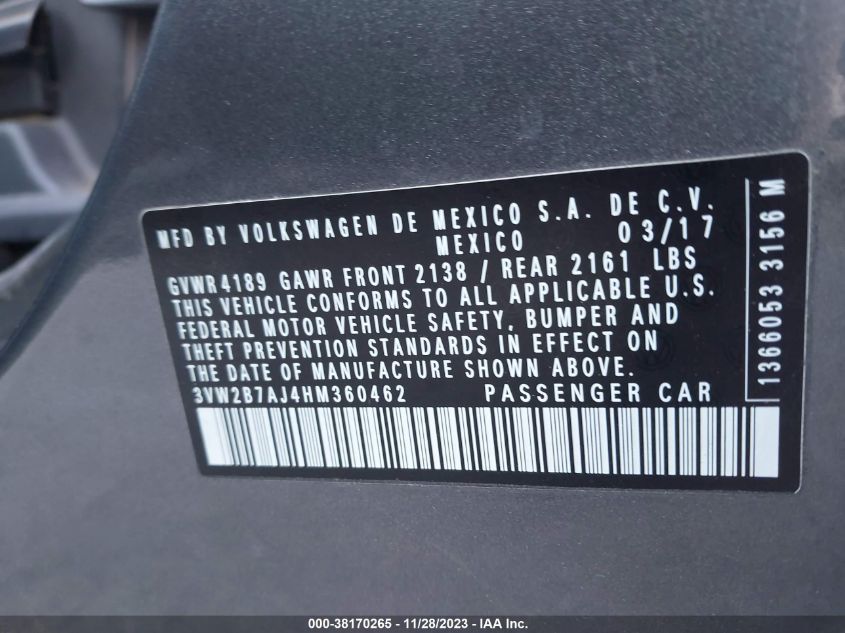 MFD BY VOLKSWAGEN DE MEXICO S.A. DE C.V.
MEXICO 03/17
GVWR 4189 GAWR FRONT 2138 / REAR 2161 LBS
THIS VEHICLE CONFORMS TO ALL APPLICABLE U.S.
FEDERAL MOTOR VEHICLE SAFETY, BUMPER AND
THEFT PREVENTION STANDARDS IN EFFECT ON
THE DATE OF MANUFACTURE SHOWN ABOVE.
3VW2B7AJ4HM360462 PASSENGER CAR
1366053 3156 M
000-38170265 - 11/28/2023 - IAA Inc.